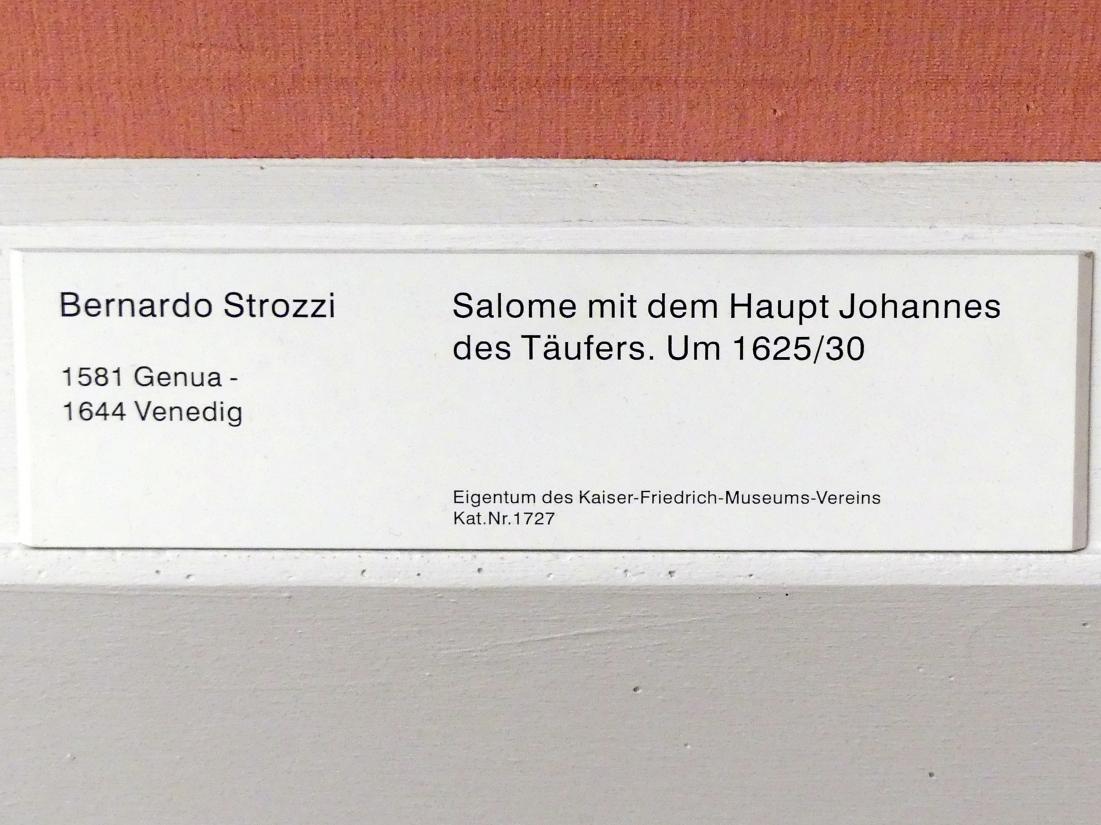 Bernardo Strozzi
1581 Genua -
1644 Venedig
Salome mit dem Haupt Johannes
des Täufers. Um 1625/30
Eigentum des Kaiser-Friedrich-Museums-Vereins
Kat.Nr.1727